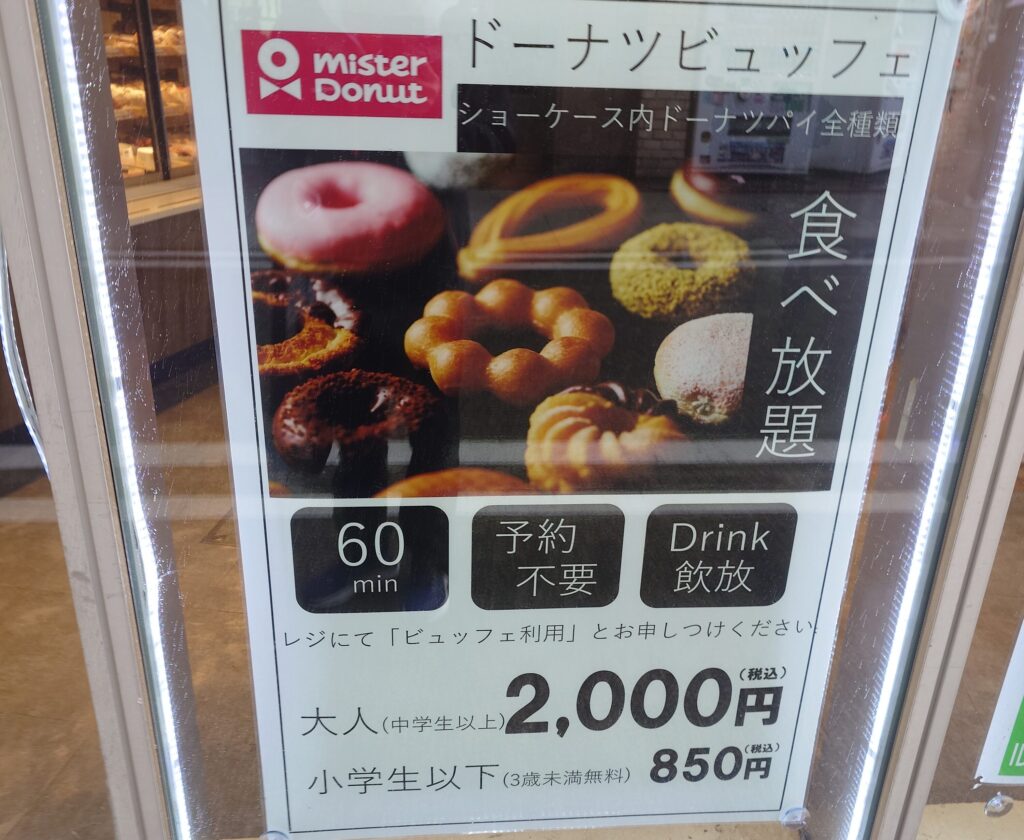 mister
Donut
ドーナツビュッフェ
ショーケース内ドーナツパイ全種類
食べ放題
60
min
予約
不要
Drink
飲放
レジにて「ビュッフェ利用」とお申しつけください
大人(中学生以上)2,000円(税込)
小学生以下(3歳未満無料) 850円(税込)